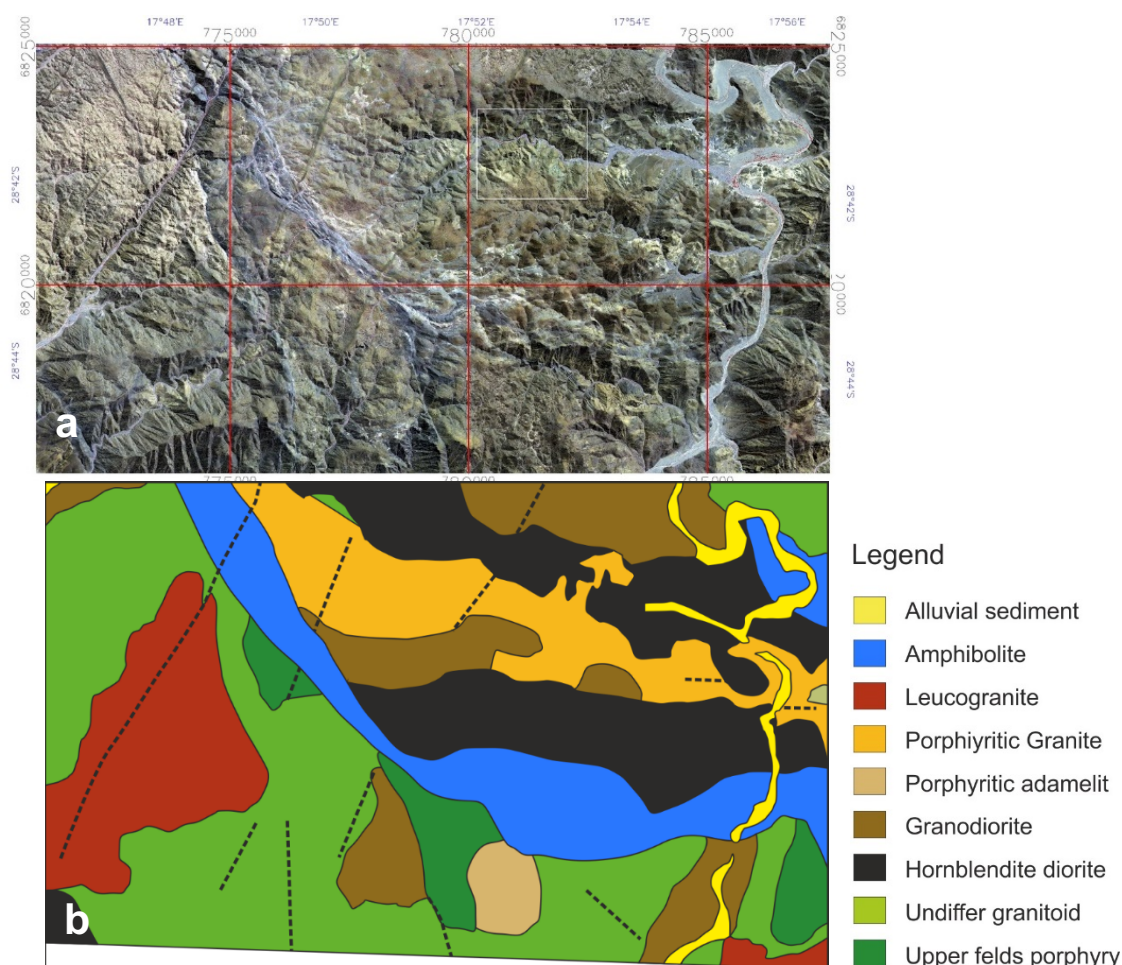 17°48'E 17°50'E 17°52'E 17°54'E 17°56'E
775000 780000 785000
6825000 6825000
28°42'S 28°42'S
6820000
28°44'S 28°44'S
a
Legend
Alluvial sediment
Amphibolite
Leucogranite
Porphiyritic Granite
Porphyritic adamelit
Granodiorite
Hornblendite diorite
Undiffer granitoid
Upper felds porphyry
b